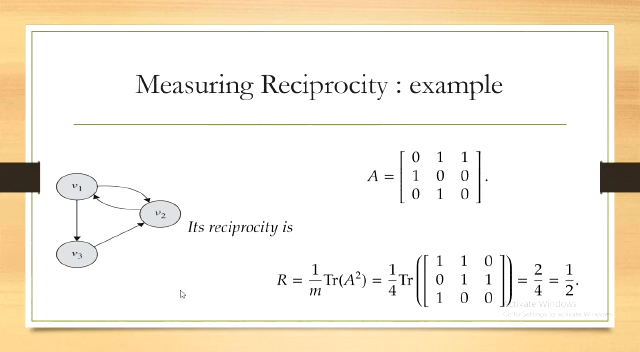 Measuring Reciprocity : example
A = [ 0 1 1
1 0 0
0 1 0 ].
v₁
v₂
v₃
Its reciprocity is
R = 1/m Tr(A²) = 1/4 Tr ( [ 1 1 0
0 1 1
1 0 0 ] ) = 2/4 = 1/2.
Activate Windows
Go to Settings to activate Windows.